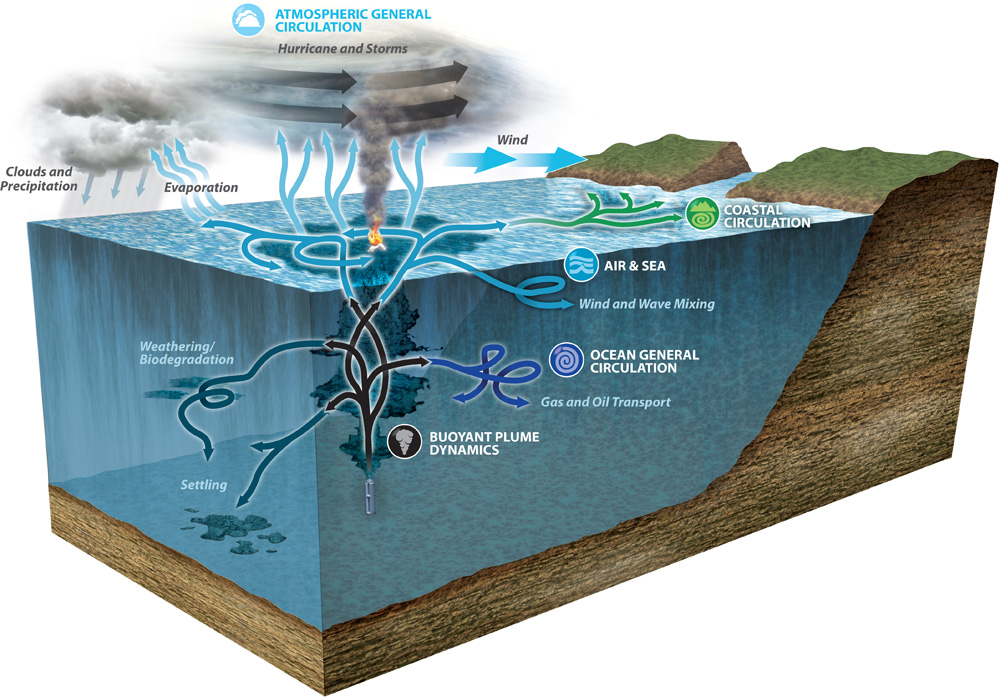 ATMOSPHERIC GENERAL
CIRCULATION
Hurricane and Storms
Wind
Clouds and
Precipitation
Evaporation
COASTAL
CIRCULATION
AIR & SEA
Wind and Wave Mixing
Weathering/
Biodegradation
OCEAN GENERAL
CIRCULATION
Gas and Oil Transport
BUOYANT PLUME
DYNAMICS
Settling